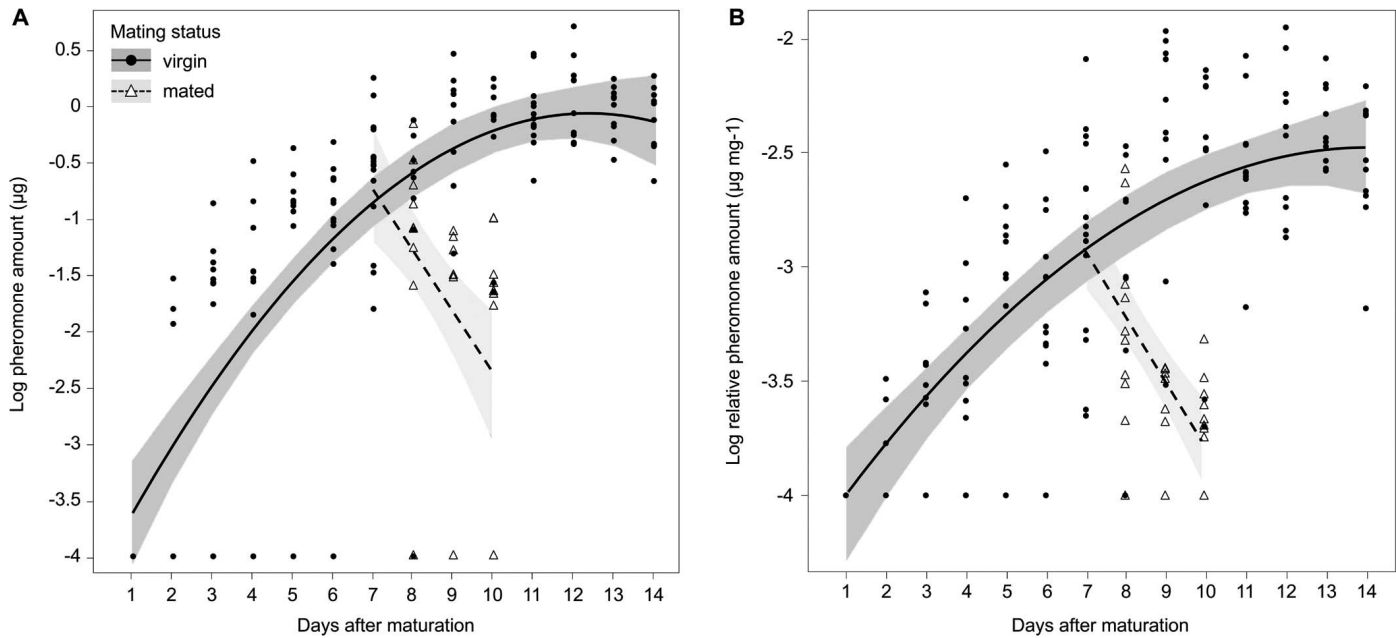 A
Mating status
virgin
mated
Log pheromone amount (µg)
0.5
0
-0.5
-1
-1.5
-2
-2.5
-3
-3.5
-4
1 2 3 4 5 6 7 8 9 10 11 12 13 14
Days after maturation
B
Log relative pheromone amount (µg mg-1)
-2
-2.5
-3
-3.5
-4
1 2 3 4 5 6 7 8 9 10 11 12 13 14
Days after maturation